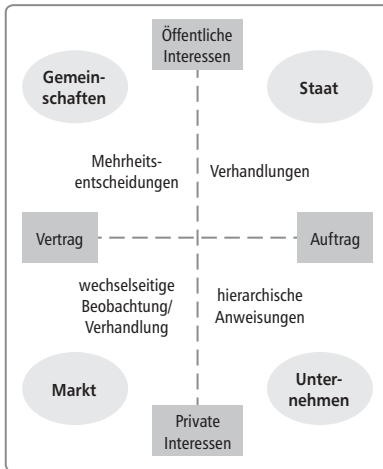 Öffentliche
Interessen
Gemein-
schaften
Staat
Mehrheits-
entscheidungen
Verhandlungen
Vertrag
Auftrag
wechselseitige
Beobachtung/
Verhandlung
hierarchische
Anweisungen
Markt
Unter-
nehmen
Private
Interessen